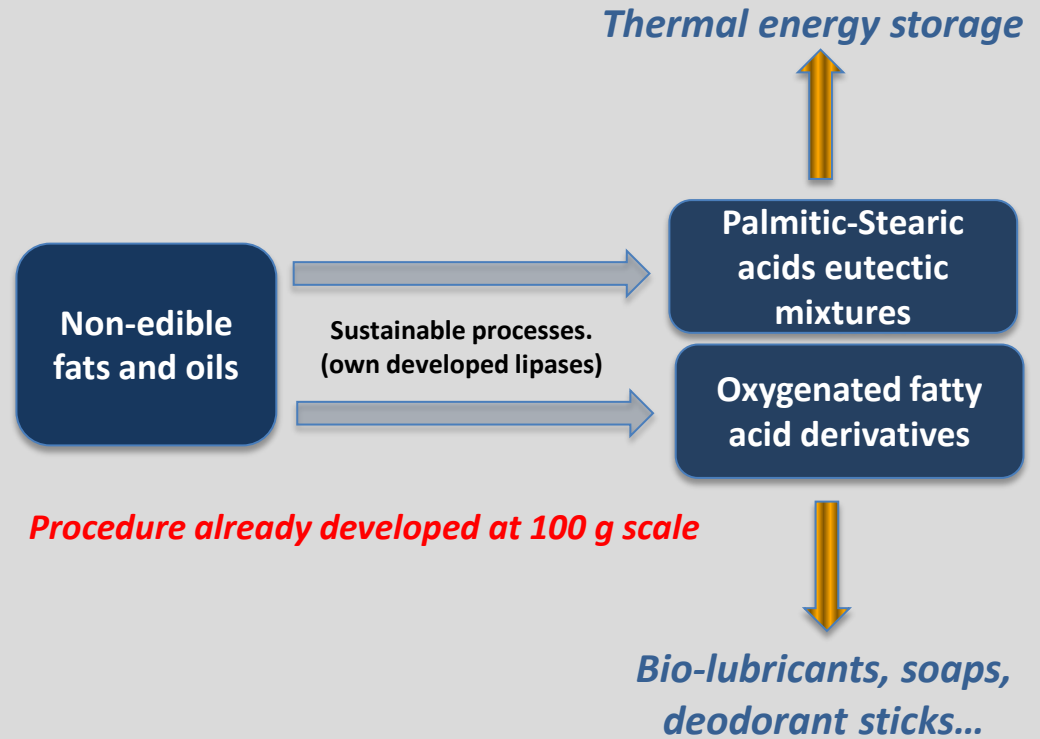 Thermal energy storage
Palmitic-Stearic
acids eutectic
mixtures
Non-edible
fats and oils
Sustainable processes.
(own developed lipases)
Oxygenated fatty
acid derivatives
Procedure already developed at 100 g scale
Bio-lubricants, soaps,
deodorant sticks...